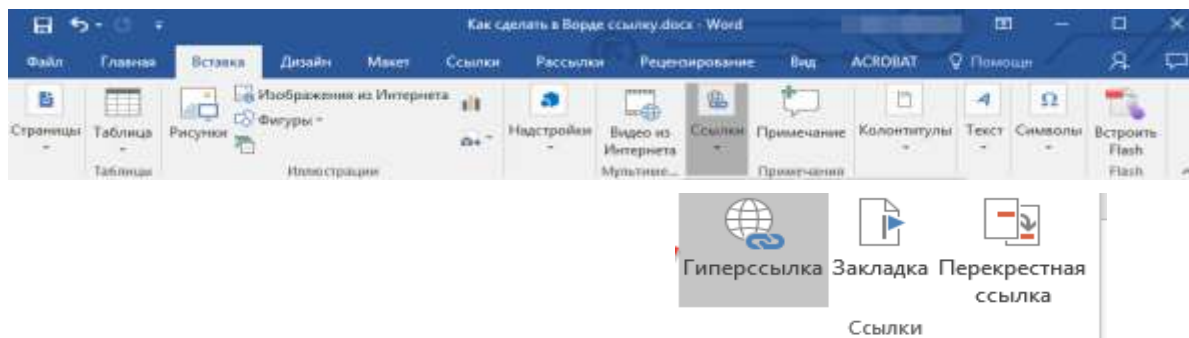 Как сделать в Ворде ссылку.docx - Word
Файл Главная Вставка Дизайн Макет Ссылки Рассылки Рецензирование Вид ACROBAT Помощн
Страницы Таблица Рисунки Изображения из Интернета Фигуры Надстройки Видео из Интернета Ссылки Примечание Колонтитулы Текст Символы Встроить Flash
Таблицы Иллюстрации Мультиме... Примечания Flash
Гиперссылка Закладка Перекрестная
ссылка
Ссылки